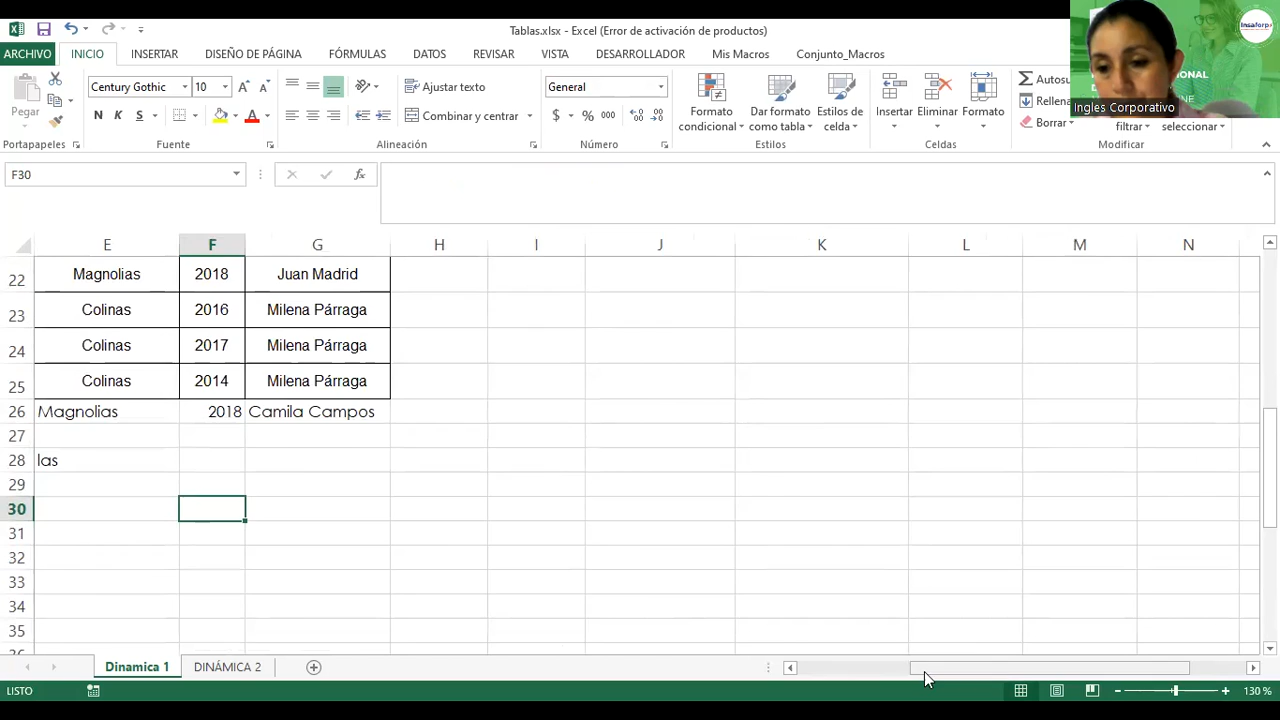 Tablas.xlsx - Excel (Error de activación de productos)
ARCHIVO INICIO INSERTAR DISEÑO DE PÁGINA FÓRMULAS DATOS REVISAR VISTA DESARROLLADOR Mis Macros Conjunto_Macros
Insaforp
Century Gothic 10 Ajustar texto General
Pegar N K S Combinar y centrar $ % 000
Formato condicional Dar formato como tabla Estilos de celda Insertar Eliminar Formato
Autosu
Rellena
Borrar filtrar seleccionar
Ingles Corporativo
Portapapeles Fuente Alineación Número Estilos Celdas Modificar
F30 fx
E F G H I J K L M N
22 Magnolias 2018 Juan Madrid
23 Colinas 2016 Milena Párraga
24 Colinas 2017 Milena Párraga
25 Colinas 2014 Milena Párraga
26 Magnolias 2018 Camila Campos
27
28 las
29
30
31
32
33
34
35
Dinamica 1 DINÁMICA 2
LISTO 130 %